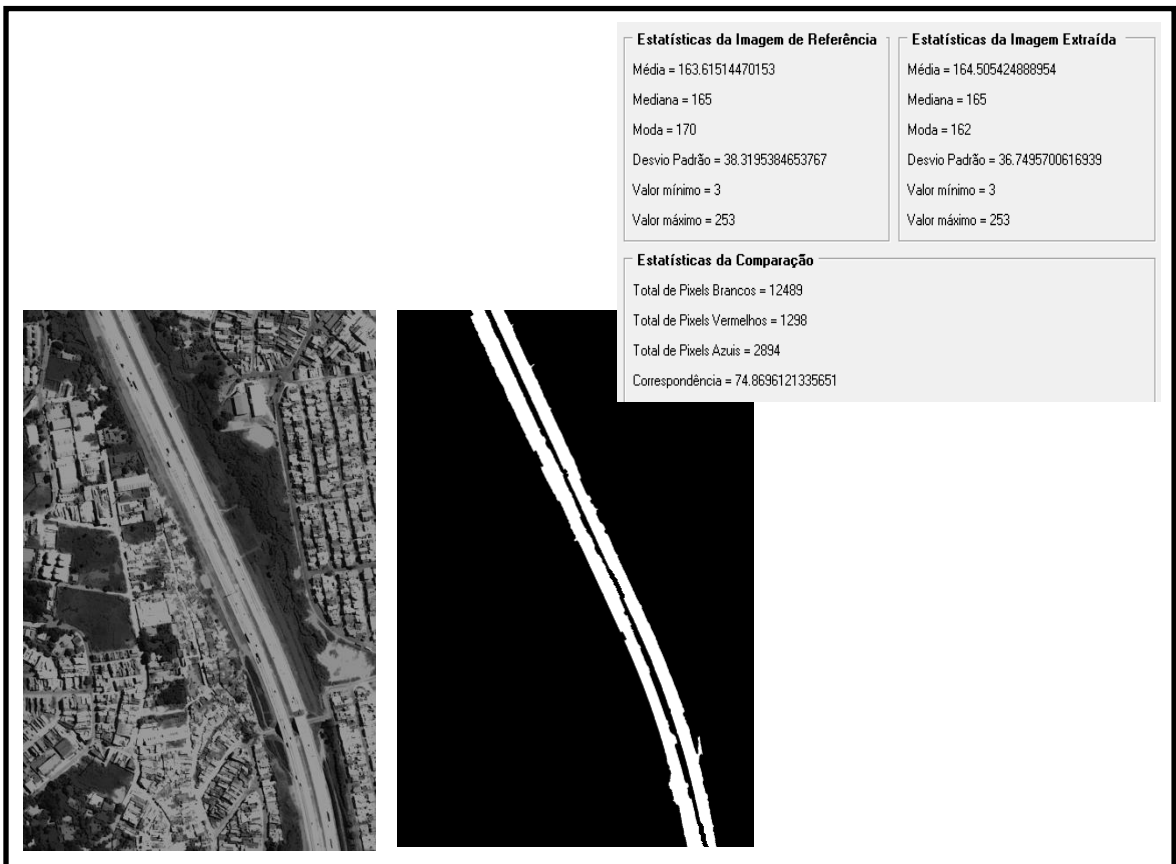 Estatísticas da Imagem de Referência
Média = 163.61514470153
Mediana = 165
Moda = 170
Desvio Padrão = 38.3195384653767
Valor mínimo = 3
Valor máximo = 253
Estatísticas da Imagem Extraída
Média = 164.505424888954
Mediana = 165
Moda = 162
Desvio Padrão = 36.7495700616939
Valor mínimo = 3
Valor máximo = 253
Estatísticas da Comparação
Total de Pixels Brancos = 12489
Total de Pixels Vermelhos = 1298
Total de Pixels Azuis = 2894
Correspondência = 74.8696121335651